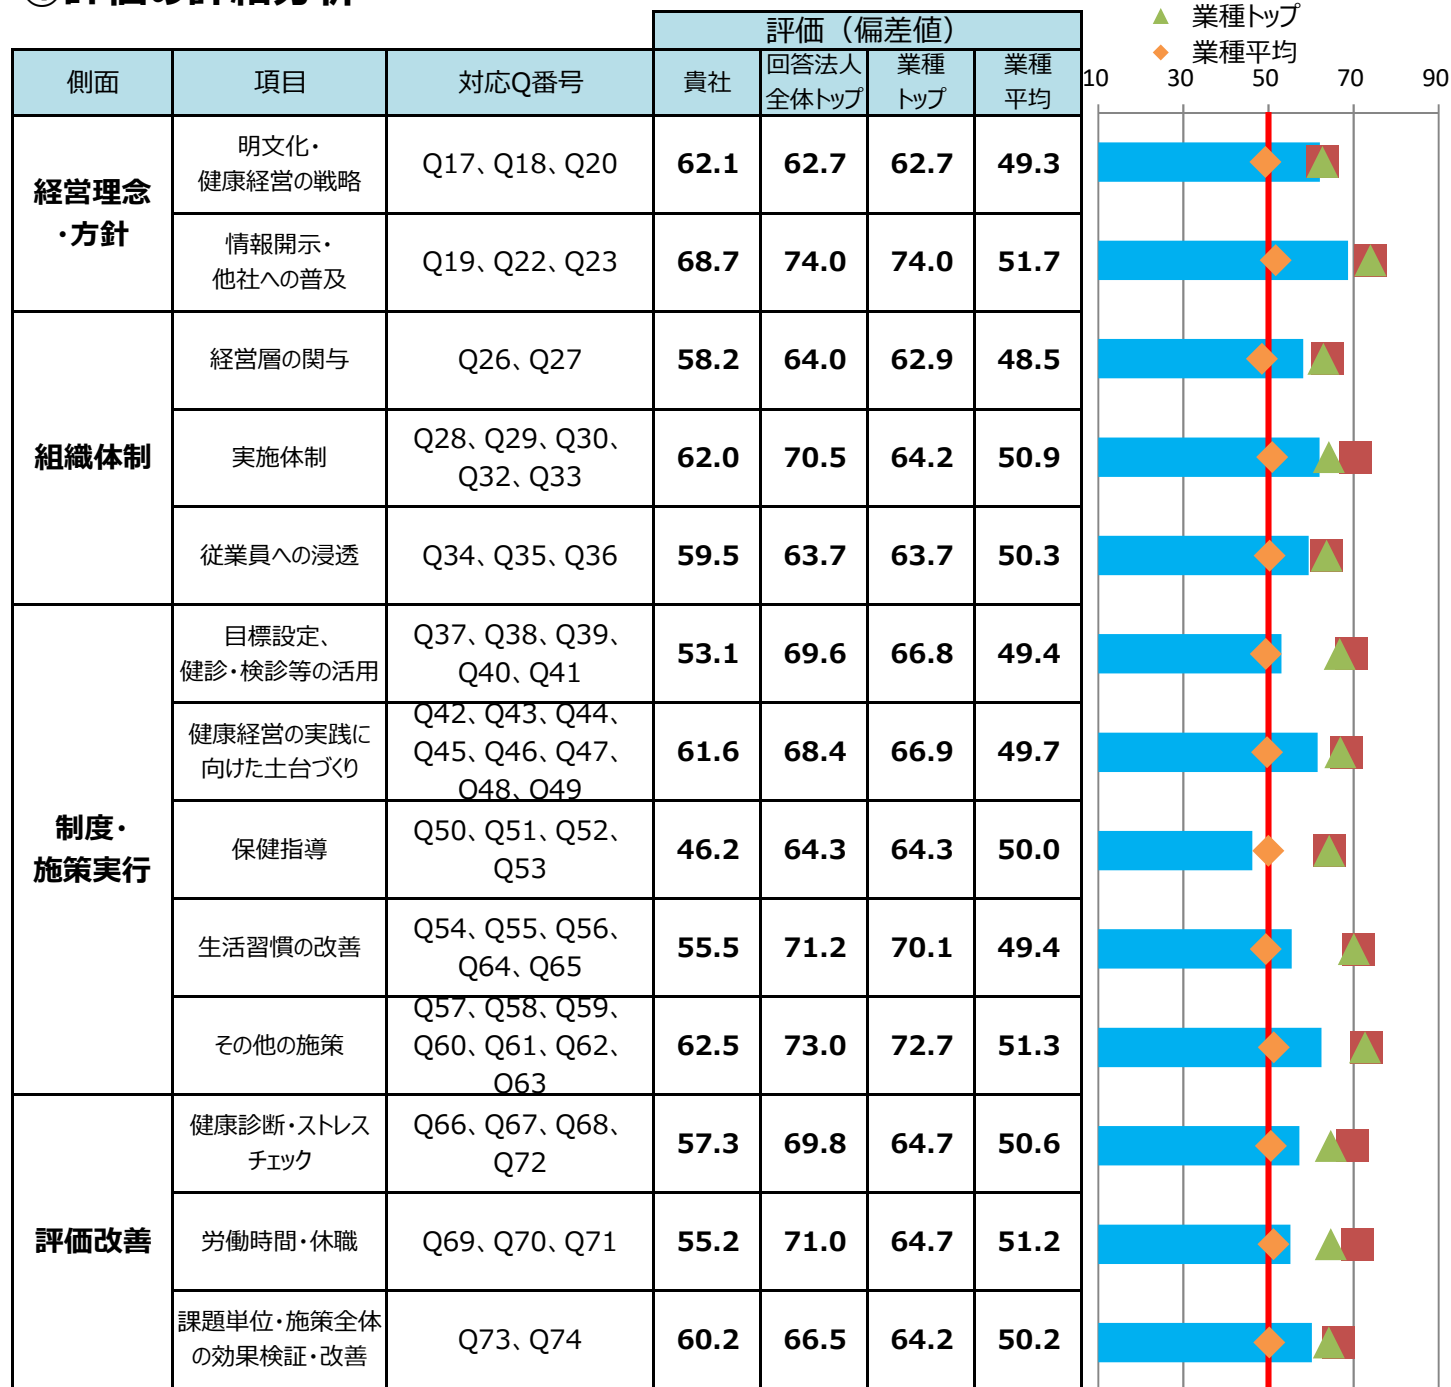 評価（偏差値）
▲ 業種トップ
◆ 業種平均
側面 項目 対応Q番号 貴社 回答法人 業種 業種
全体トップ トップ 平均
10 30 50 70 90
経営理念
・方針
明文化・
健康経営の戦略
Q17、Q18、Q20 62.1 62.7 62.7 49.3
情報開示・
他社への普及
Q19、Q22、Q23 68.7 74.0 74.0 51.7
組織体制
経営層の関与 Q26、Q27 58.2 64.0 62.9 48.5
実施体制
Q28、Q29、Q30、
Q32、Q33
62.0 70.5 64.2 50.9
従業員への浸透 Q34、Q35、Q36 59.5 63.7 63.7 50.3
制度・
施策実行
目標設定、
健診・検診等の活用
Q37、Q38、Q39、
Q40、Q41
53.1 69.6 66.8 49.4
健康経営の実践に
向けた土台づくり
Q42、Q43、Q44、
Q45、Q46、Q47、
Q48、Q49
61.6 68.4 66.9 49.7
保健指導
Q50、Q51、Q52、
Q53
46.2 64.3 64.3 50.0
生活習慣の改善
Q54、Q55、Q56、
Q64、Q65
55.5 71.2 70.1 49.4
その他の施策
Q57、Q58、Q59、
Q60、Q61、Q62、
Q63
62.5 73.0 72.7 51.3
評価改善
健康診断・ストレス
チェック
Q66、Q67、Q68、
Q72
57.3 69.8 64.7 50.6
労働時間・休職 Q69、Q70、Q71 55.2 71.0 64.7 51.2
課題単位・施策全体
の効果検証・改善
Q73、Q74 60.2 66.5 64.2 50.2